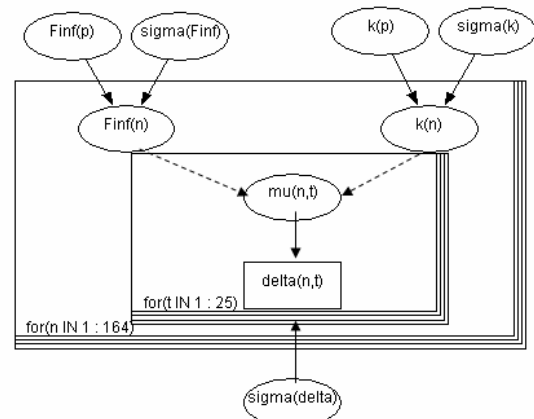 Finf(p) sigma(Finf) k(p) sigma(k)
Finf(n) k(n)
mu(n,t)
delta(n,t)
for(t IN 1 : 25)
for(n IN 1 : 164)
sigma(delta)